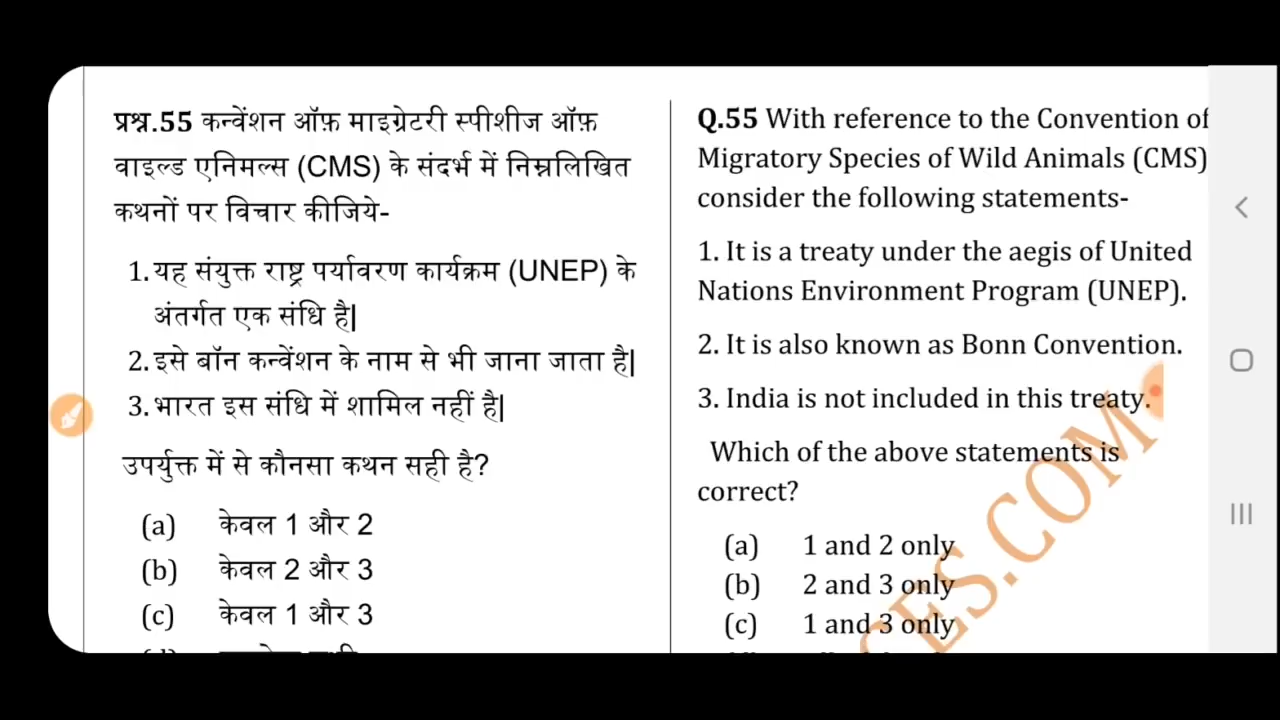 प्रश्न.55 कन्वेंशन ऑफ़ माइग्रेटरी स्पीशीज ऑफ़
वाइल्ड एनिमल्स (CMS) के संदर्भ में निम्नलिखित
कथनों पर विचार कीजिये-
1. यह संयुक्त राष्ट्र पर्यावरण कार्यक्रम (UNEP) के
अंतर्गत एक संधि है|
2. इसे बॉन कन्वेंशन के नाम से भी जाना जाता है|
3. भारत इस संधि में शामिल नहीं है|
उपर्युक्त में से कौनसा कथन सही है?
(a) केवल 1 और 2
(b) केवल 2 और 3
(c) केवल 1 और 3
Q.55 With reference to the Convention of
Migratory Species of Wild Animals (CMS)
consider the following statements-
1. It is a treaty under the aegis of United
Nations Environment Program (UNEP).
2. It is also known as Bonn Convention.
3. India is not included in this treaty.
Which of the above statements is
correct?
(a) 1 and 2 only
(b) 2 and 3 only
(c) 1 and 3 only
CES.COM